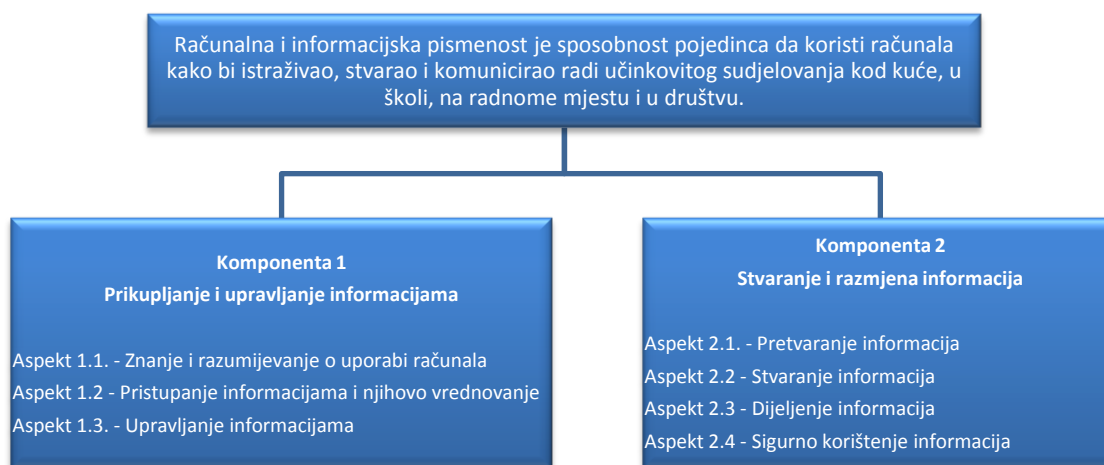 Računalna i informacijska pismenost je sposobnost pojedinca da koristi računala
kako bi istraživao, stvarao i komunicirao radi učinkovitog sudjelovanja kod kuće, u
školi, na radnome mjestu i u društvu.
Komponenta 1
Prikupljanje i upravljanje informacijama
Aspekt 1.1. - Znanje i razumijevanje o uporabi računala
Aspekt 1.2 - Pristupanje informacijama i njihovo vrednovanje
Aspekt 1.3. - Upravljanje informacijama
Komponenta 2
Stvaranje i razmjena informacija
Aspekt 2.1. - Pretvaranje informacija
Aspekt 2.2 - Stvaranje informacija
Aspekt 2.3 - Dijeljenje informacija
Aspekt 2.4 - Sigurno korištenje informacija